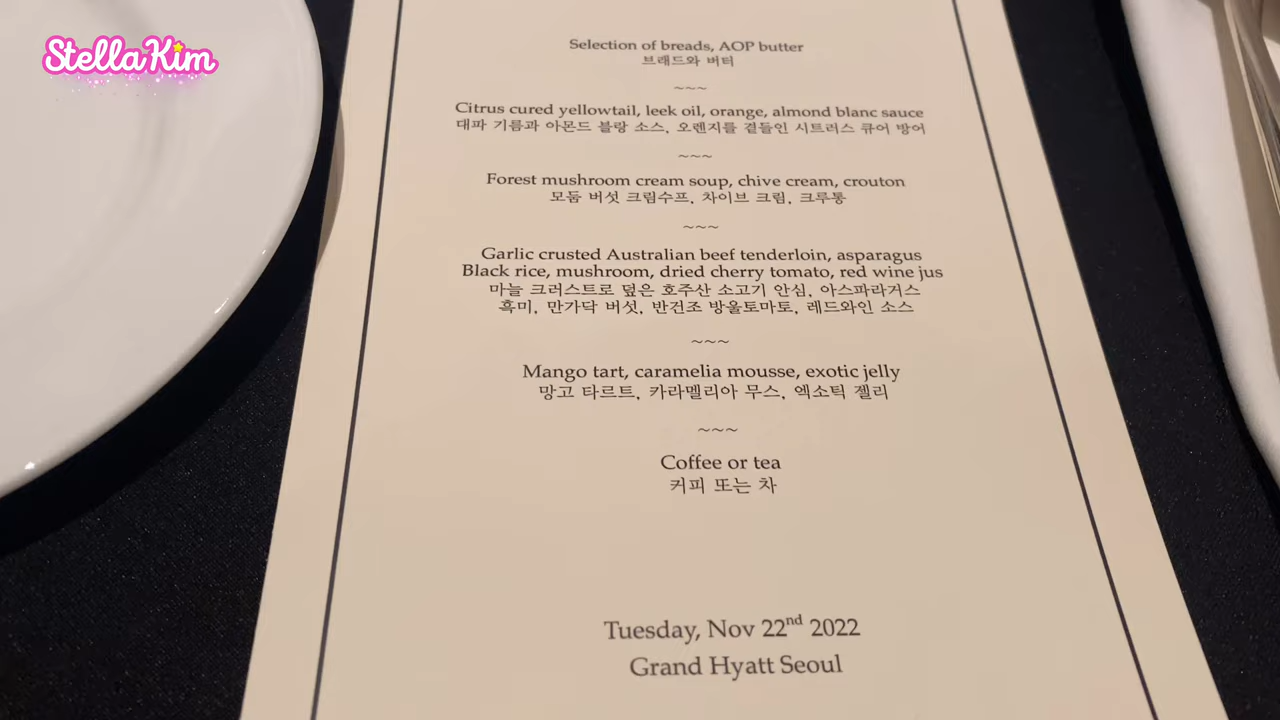 Stella Kim
Selection of breads, AOP butter
브래드와 버터
~~~
Citrus cured yellowtail, leek oil, orange, almond blanc sauce
대파 기름과 아몬드 블랑 소스, 오렌지를 곁들인 시트러스 큐어 방어
~~~
Forest mushroom cream soup, chive cream, crouton
모둠 버섯 크림수프, 차이브 크림, 크루통
~~~
Garlic crusted Australian beef tenderloin, asparagus
Black rice, mushroom, dried cherry tomato, red wine jus
마늘 크러스트로 덮은 호주산 소고기 안심, 아스파라거스
흑미, 만가닥 버섯, 반건조 방울토마토, 레드와인 소스
~~~
Mango tart, caramelia mousse, exotic jelly
망고 타르트, 카라멜리아 무스, 엑소틱 젤리
~~~
Coffee or tea
커피 또는 차
Tuesday, Nov 22nd 2022
Grand Hyatt Seoul